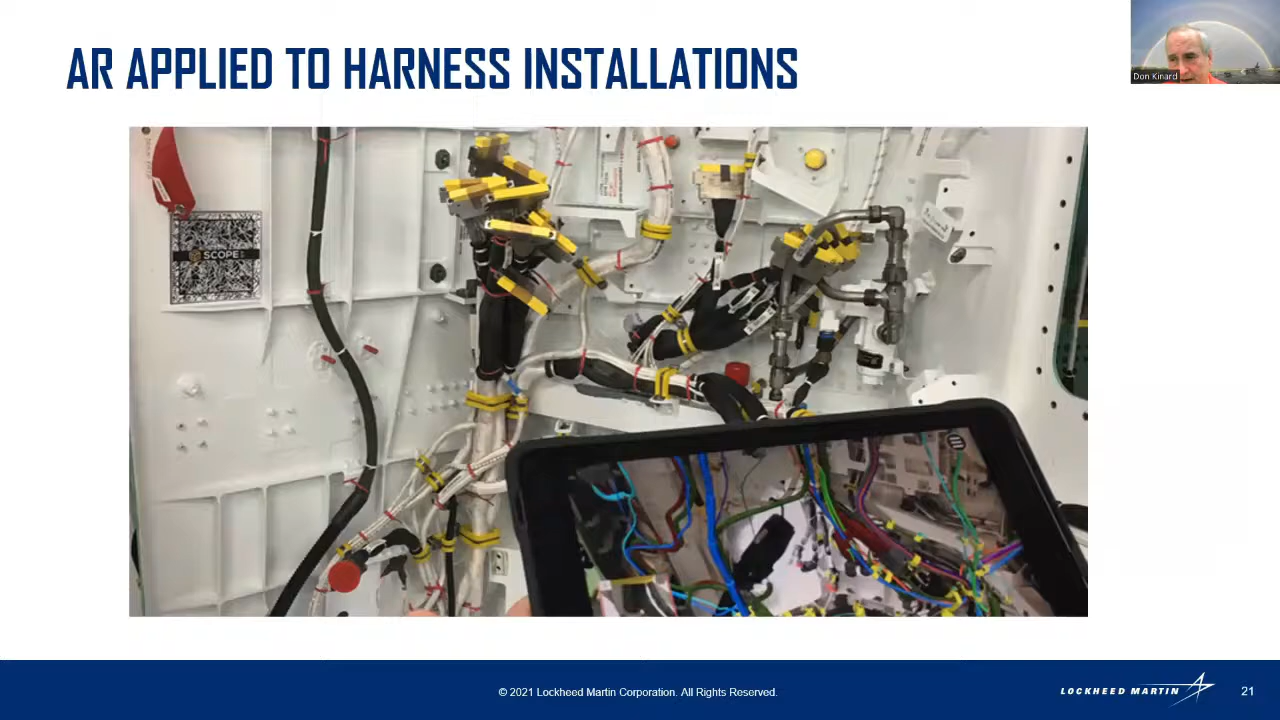 AR APPLIED TO HARNESS INSTALLATIONS
Don Kinard
SCOPE
© 2021 Lockheed Martin Corporation. All Rights Reserved.
LOCKHEED MARTIN
21